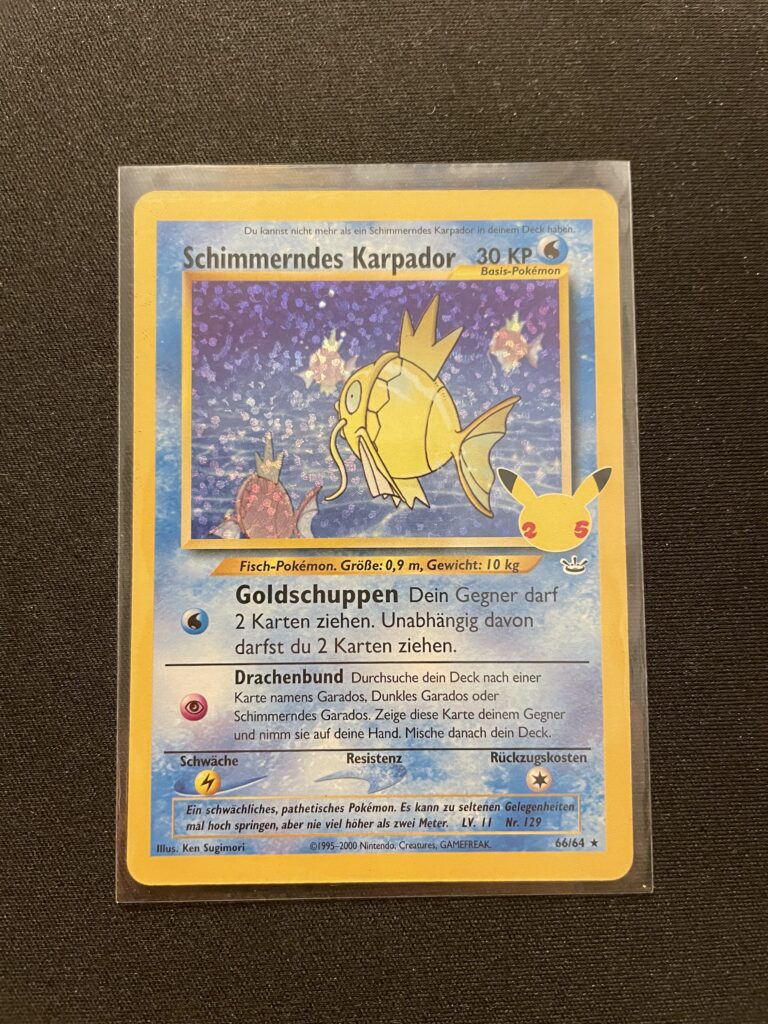 Du kannst nicht mehr als ein Schimmerndes Karpador in deinem Deck haben.
Schimmerndes Karpador 30 KP
Basis-Pokémon
25
Fisch-Pokémon. Größe: 0,9 m, Gewicht: 10 kg
Goldschuppen Dein Gegner darf
2 Karten ziehen. Unabhängig davon
darfst du 2 Karten ziehen.
Drachenbund Durchsuche dein Deck nach einer
Karte namens Garados, Dunkles Garados oder
Schimmerndes Garados. Zeige diese Karte deinem Gegner
und nimm sie auf deine Hand. Mische danach dein Deck.
Schwäche Resistenz Rückzugskosten
Ein schwächliches, pathetisches Pokémon. Es kann zu seltenen Gelegenheiten
mal hoch springen, aber nie viel höher als zwei Meter. LV. 11 Nr. 129
Illus. Ken Sugimori ©1995-2000 Nintendo, Creatures, GAMEFREAK. 66/64 ★